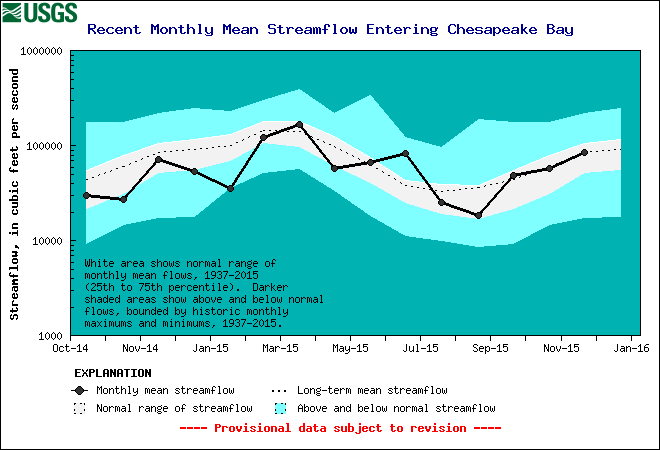 USGS
Recent Monthly Mean Streamflow Entering Chesapeake Bay
Streamflow, in cubic feet per second
1000000
100000
10000
1000
White area shows normal range of
monthly mean flows, 1937-2015
(25th to 75th percentile). Darker
shaded areas show above and below normal
flows, bounded by historic monthly
maximums and minimums, 1937-2015.
Oct-14 Nov-14 Jan-15 Mar-15 May-15 Jul-15 Sep-15 Nov-15 Jan-16
EXPLANATION
Monthly mean streamflow
Long-term mean streamflow
Normal range of streamflow
Above and below normal streamflow
---- Provisional data subject to revision ----